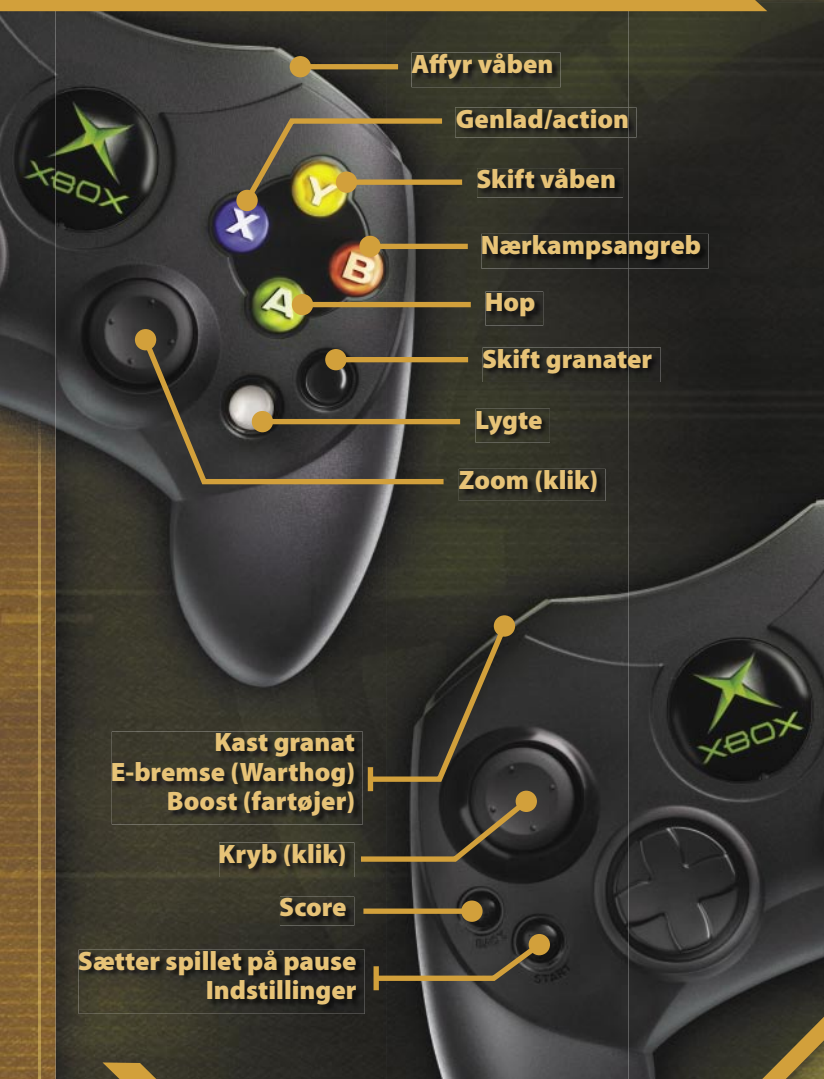 Affyr våben
Genlad/action
XBOX
Skift våben
Y
X
Nærkampsangreb
B
A
Hop
Skift granater
Lygte
Zoom (klik)
Kast granat
E-bremse (Warthog)
Boost (fartøjer)
XBOX
Kryb (klik)
Score
BACK
Sætter spillet på pause
START
Indstillinger